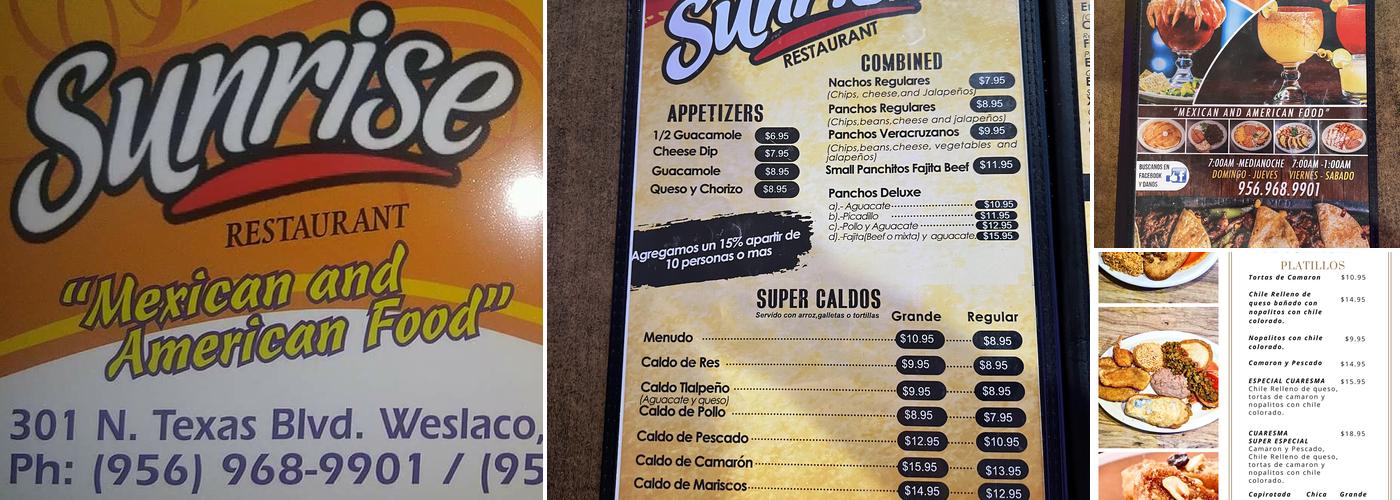 Sunrise
RESTAURANT
"Mexican and
American Food"
301 N. Texas Blvd. Weslaco,
Ph: (956) 968-9901 / (95
Sunrise
RESTAURANT
APPETIZERS
1/2 Guacamole $6.95
Cheese Dip $7.95
Guacamole $8.95
Queso y Chorizo $8.95
Agregamos un 15% apartir de
10 personas o mas
COMBINED
Nachos Regulares $7.95
(Chips, cheese,and Jalapeños)
Panchos Regulares $8.95
(Chips,beans,cheese and jalapeños)
Panchos Veracruzanos $9.95
(Chips,beans,cheese, vegetables and
jalapeños)
Small Panchitos Fajita Beef $11.95
Panchos Deluxe
a).- Aguacate $10.95
b).-Picadillo $11.95
c).-Pollo y Aguacate $12.95
d).-Fajita(Beef o mixta) y aguacate. $15.95
SUPER CALDOS
Servido con arroz,galletas o tortillas
Grande Regular
Menudo $10.95 $8.95
Caldo de Res $9.95 $8.95
Caldo Tlalpeño $9.95 $8.95
(Aguacate y queso)
Caldo de Pollo $8.95 $7.95
Caldo de Pescado $12.95 $10.95
Caldo de Camarón $15.95 $13.95
Caldo de Mariscos $14.95 $12.95
"MEXICAN AND AMERICAN FOOD"
BUSCANOS EN
FACEBOOK
Y DANOS
7:00AM -MEDIANOCHE 7:00AM -1:00AM
DOMINGO - JUEVES VIERNES - SABADO
956.968.9901
PLATILLOS
Tortas de Camaron $10.95
Chile Relleno de
queso bañado con $14.95
nopalitos con chile
colorado.
Nopalitos con chile $9.95
colorado.
Camaron y Pescado $14.95
ESPECIAL CUARESMA $15.95
Chile Relleno de queso,
tortas de camaron y
nopalitos con chile
colorado.
CUARESMA $18.95
SUPER ESPECIAL
Camaron y Pescado,
Chile Relleno de queso,
tortas de camaron y
nopalitos con chile
colorado.
Capirotada Chica Grande